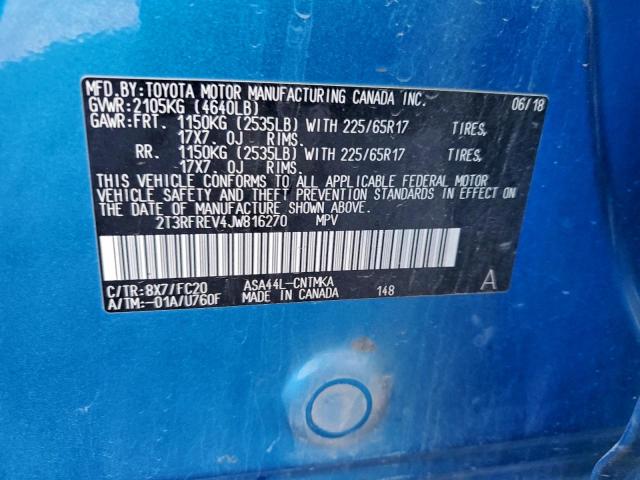 MFD.BY:TOYOTA MOTOR MANUFACTURING CANADA INC.
GVWR:2105KG (4640LB) 06/18
GAWR:FRT. 1150KG (2535LB) WITH 225/65R17 TIRES,
17X7.0J RIMS.
RR. 1150KG (2535LB) WITH 225/65R17 TIRES,
17X7.0J RIMS.
THIS VEHICLE CONFORMS TO ALL APPLICABLE FEDERAL MOTOR
VEHICLE SAFETY AND THEFT PREVENTION STANDARDS IN EFFECT ON
THE DATE OF MANUFACTURE SHOWN ABOVE.
2T3RFREV4JW816270 MPV
C/TR:8X7/FC20 ASA44L-CNTMKA
A/TM:-01A/U760F MADE IN CANADA 148 A